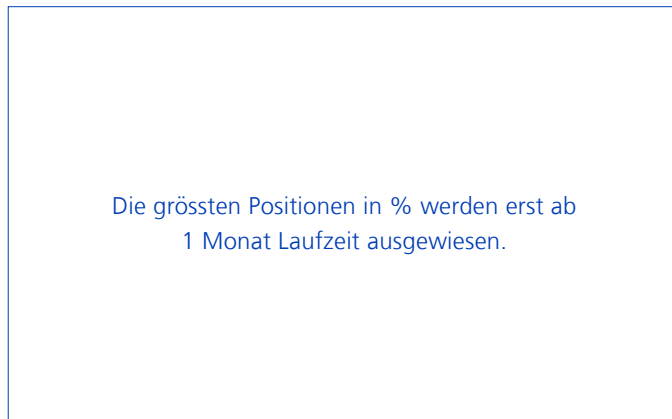 Die grössten Positionen in % werden erst ab
1 Monat Laufzeit ausgewiesen.